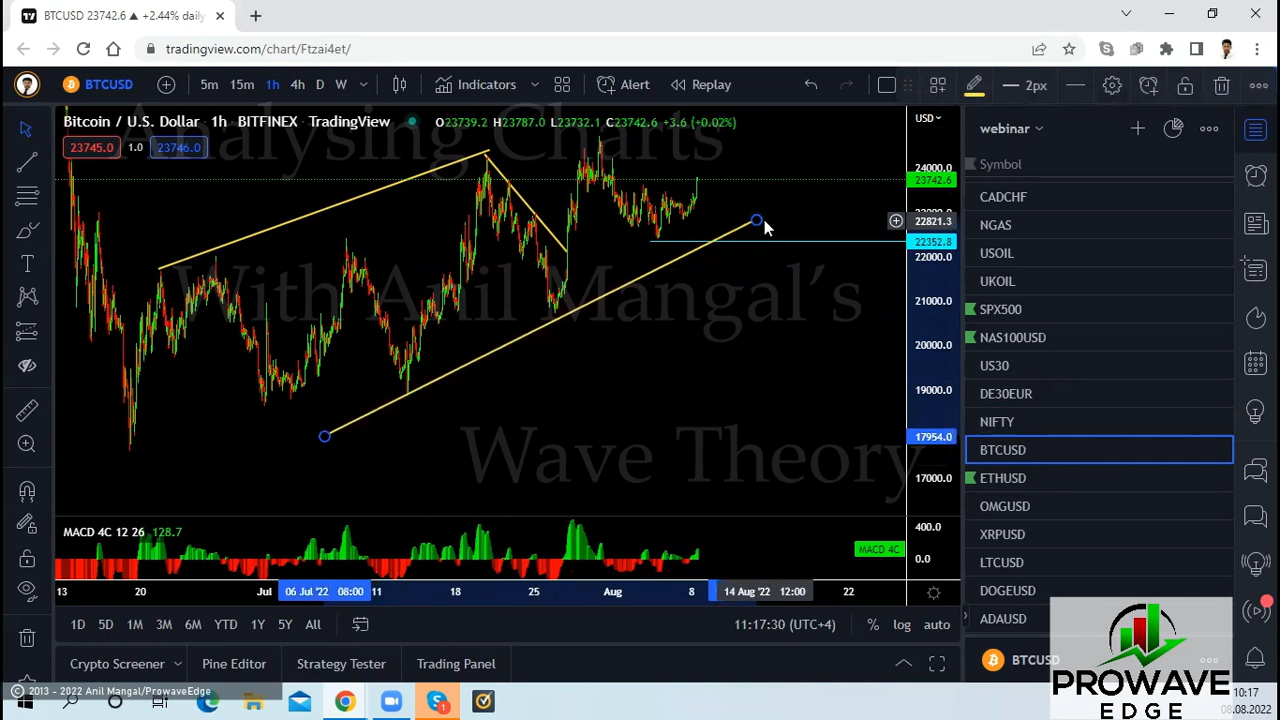 BTCUSD 23742.6 ▲ +2.44% daily
tradingview.com/chart/Ftzai4et/
BTCUSD 5m 15m 1h 4h D W Indicators Alert Replay 2px
Analysing Charts
With Anil Mangal's
Wave Theory
Bitcoin / U.S. Dollar · 1h · BITFINEX · TradingView O23739.2 H23787.0 L23732.1 C23742.6 +3.6 (+0.02%)
23745.0 1.0 23746.0
USD
24000.0
23742.6
22821.3
22352.8
22000.0
21000.0
20000.0
19000.0
17954.0
17000.0
MACD 4C 12 26 128.7
400.0
MACD 4C
0.0
13 20 Jul 06 Jul '22 08:00 11 18 25 Aug 8 14 Aug '22 12:00 22
1D 5D 1M 3M 6M YTD 1Y 5Y All 11:17:30 (UTC+4) % log auto
Crypto Screener Pine Editor Strategy Tester Trading Panel
webinar
Symbol
CADCHF
NGAS
USOIL
UKOIL
SPX500
NAS100USD
US30
DE30EUR
NIFTY
BTCUSD
ETHUSD
OMGUSD
XRPUSD
LTCUSD
DOGEUSD
ADAUSD
BTCUSD
PROWAVE
EDGE
© 2013 - 2022 Anil Mangal/ProwaveEdge
1
10:17
08.08.2022